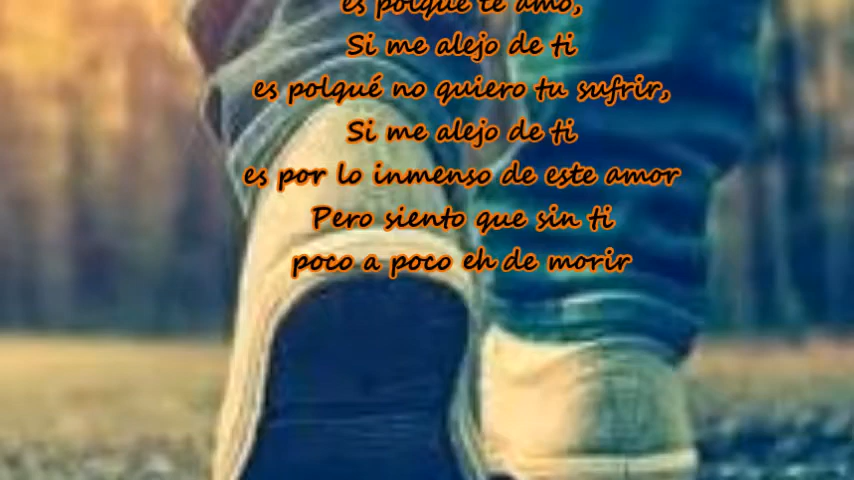 es polque te amo,
Si me alejo de ti
es polqué no quiero tu sufrir,
Si me alejo de ti
es por lo inmenso de este amor
Pero siento que sin ti
poco a poco eh de morir